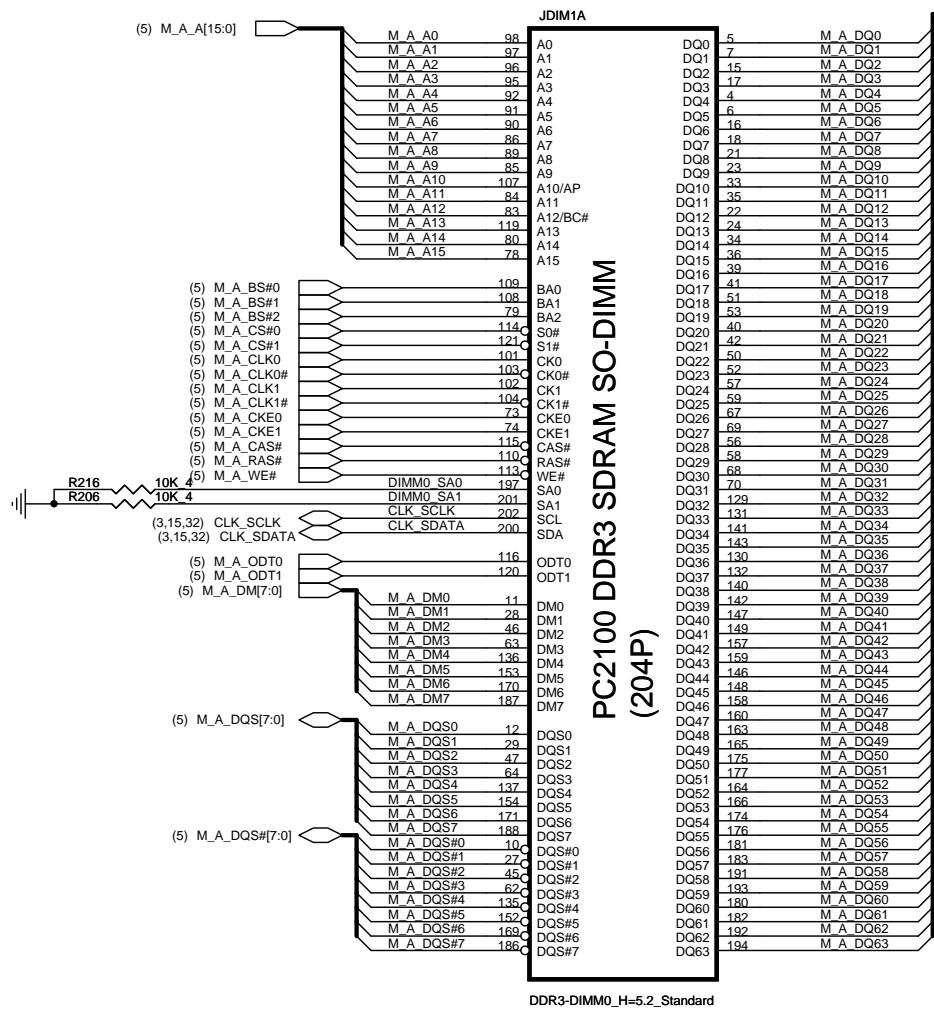 JDIM1A
(5) M_A_A[15:0]
M_A_A0 98 A0 DQ0 5 M_A_DQ0
M_A_A1 97 A1 DQ1 7 M_A_DQ1
M_A_A2 96 A2 DQ2 15 M_A_DQ2
M_A_A3 95 A3 DQ3 17 M_A_DQ3
M_A_A4 92 A4 DQ4 4 M_A_DQ4
M_A_A5 91 A5 DQ5 6 M_A_DQ5
M_A_A6 90 A6 DQ6 16 M_A_DQ6
M_A_A7 86 A7 DQ7 18 M_A_DQ7
M_A_A8 89 A8 DQ8 21 M_A_DQ8
M_A_A9 85 A9 DQ9 23 M_A_DQ9
M_A_A10 107 A10/AP DQ10 33 M_A_DQ10
M_A_A11 84 A11 DQ11 35 M_A_DQ11
M_A_A12 83 A12/BC# DQ12 22 M_A_DQ12
M_A_A13 119 A13 DQ13 24 M_A_DQ13
M_A_A14 80 A14 DQ14 34 M_A_DQ14
M_A_A15 78 A15 DQ15 36 M_A_DQ15
DQ16 39 M_A_DQ16
(5) M_A_BS#0 109 BA0 DQ17 41 M_A_DQ17
(5) M_A_BS#1 108 BA1 DQ18 51 M_A_DQ18
(5) M_A_BS#2 79 BA2 DQ19 53 M_A_DQ19
(5) M_A_CS#0 114 S0# DQ20 40 M_A_DQ20
(5) M_A_CS#1 121 S1# DQ21 42 M_A_DQ21
(5) M_A_CLK0 101 CK0 DQ22 50 M_A_DQ22
(5) M_A_CLK0# 103 CK0# DQ23 52 M_A_DQ23
(5) M_A_CLK1 102 CK1 DQ24 57 M_A_DQ24
(5) M_A_CLK1# 104 CK1# DQ25 59 M_A_DQ25
(5) M_A_CKE0 73 CKE0 DQ26 67 M_A_DQ26
(5) M_A_CKE1 74 CKE1 DQ27 69 M_A_DQ27
(5) M_A_CAS# 115 CAS# DQ28 56 M_A_DQ28
(5) M_A_RAS# 110 RAS# DQ29 58 M_A_DQ29
(5) M_A_WE# 113 WE# DQ30 68 M_A_DQ30
R216 10K_4 DIMM0_SA0 197 SA0 DQ31 70 M_A_DQ31
R206 10K_4 DIMM0_SA1 201 SA1 DQ32 129 M_A_DQ32
(3,15,32) CLK_SCLK CLK_SCLK 202 SCL DQ33 131 M_A_DQ33
(3,15,32) CLK_SDATA CLK_SDATA 200 SDA DQ34 141 M_A_DQ34
DQ35 143 M_A_DQ35
(5) M_A_ODT0 116 ODT0 DQ36 130 M_A_DQ36
(5) M_A_ODT1 120 ODT1 DQ37 132 M_A_DQ37
(5) M_A_DM[7:0] DQ38 140 M_A_DQ38
M_A_DM0 11 DM0 DQ39 142 M_A_DQ39
M_A_DM1 28 DM1 DQ40 147 M_A_DQ40
M_A_DM2 46 DM2 DQ41 149 M_A_DQ41
M_A_DM3 63 DM3 DQ42 157 M_A_DQ42
M_A_DM4 136 DM4 DQ43 159 M_A_DQ43
M_A_DM5 153 DM5 DQ44 146 M_A_DQ44
M_A_DM6 170 DM6 DQ45 148 M_A_DQ45
M_A_DM7 187 DM7 DQ46 158 M_A_DQ46
(5) M_A_DQS[7:0] DQ47 160 M_A_DQ47
M_A_DQS0 12 DQS0 DQ48 163 M_A_DQ48
M_A_DQS1 29 DQS1 DQ49 165 M_A_DQ49
M_A_DQS2 47 DQS2 DQ50 175 M_A_DQ50
M_A_DQS3 64 DQS3 DQ51 177 M_A_DQ51
M_A_DQS4 137 DQS4 DQ52 164 M_A_DQ52
M_A_DQS5 154 DQS5 DQ53 166 M_A_DQ53
M_A_DQS6 171 DQS6 DQ54 174 M_A_DQ54
M_A_DQS7 188 DQS7 DQ55 176 M_A_DQ55
(5) M_A_DQS#[7:0]
M_A_DQS#0 10 DQS#0 DQ56 181 M_A_DQ56
M_A_DQS#1 27 DQS#1 DQ57 183 M_A_DQ57
M_A_DQS#2 45 DQS#2 DQ58 191 M_A_DQ58
M_A_DQS#3 62 DQS#3 DQ59 193 M_A_DQ59
M_A_DQS#4 135 DQS#4 DQ60 180 M_A_DQ60
M_A_DQS#5 152 DQS#5 DQ61 182 M_A_DQ61
M_A_DQS#6 169 DQS#6 DQ62 192 M_A_DQ62
M_A_DQS#7 186 DQS#7 DQ63 194 M_A_DQ63
PC2100 DDR3 SDRAM SO-DIMM
(204P)
DDR3-DIMM0_H=5.2_Standard